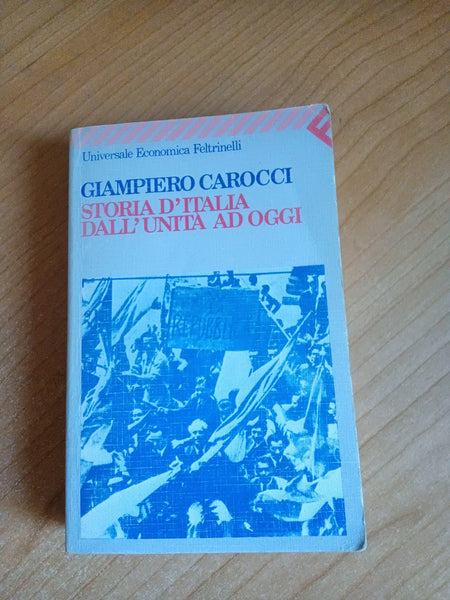 Universale Economica Feltrinelli
GIAMPIERO CAROCCI
STORIA D'ITALIA
DALL'UNITÀ AD OGGI